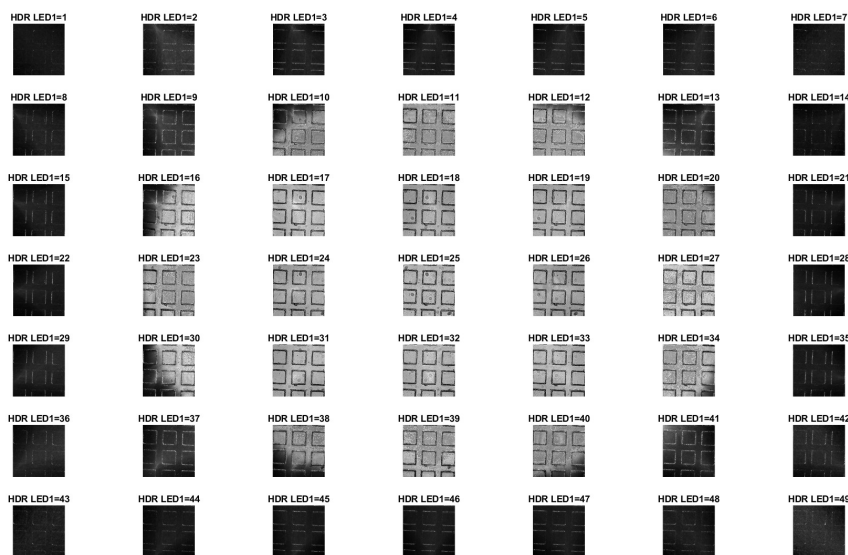 HDR LED1=1 HDR LED1=2 HDR LED1=3 HDR LED1=4 HDR LED1=5 HDR LED1=6 HDR LED1=7
HDR LED1=8 HDR LED1=9 HDR LED1=10 HDR LED1=11 HDR LED1=12 HDR LED1=13 HDR LED1=14
HDR LED1=15 HDR LED1=16 HDR LED1=17 HDR LED1=18 HDR LED1=19 HDR LED1=20 HDR LED1=21
HDR LED1=22 HDR LED1=23 HDR LED1=24 HDR LED1=25 HDR LED1=26 HDR LED1=27 HDR LED1=28
HDR LED1=29 HDR LED1=30 HDR LED1=31 HDR LED1=32 HDR LED1=33 HDR LED1=34 HDR LED1=35
HDR LED1=36 HDR LED1=37 HDR LED1=38 HDR LED1=39 HDR LED1=40 HDR LED1=41 HDR LED1=42
HDR LED1=43 HDR LED1=44 HDR LED1=45 HDR LED1=46 HDR LED1=47 HDR LED1=48 HDR LED1=49